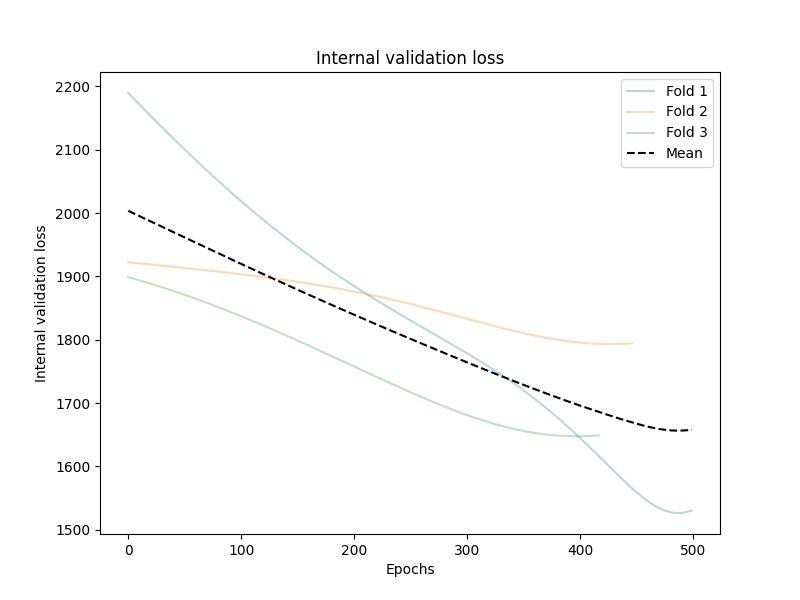 Internal validation loss
Fold 1
Fold 2
Fold 3
Mean
Internal validation loss
2200
2100
2000
1900
1800
1700
1600
1500
0 100 200 300 400 500
Epochs